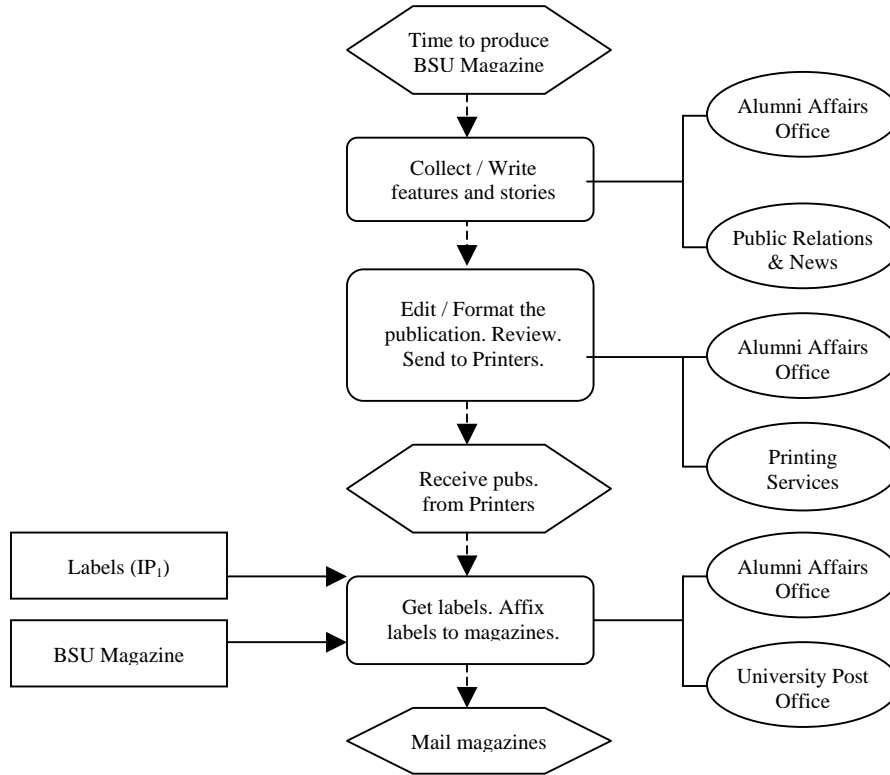 Time to produce
BSU Magazine
Alumni Affairs
Office
Collect / Write
features and stories
Public Relations
& News
Edit / Format the
publication. Review.
Send to Printers.
Alumni Affairs
Office
Printing
Services
Receive pubs.
from Printers
Labels (IP₁)
Alumni Affairs
Office
Get labels. Affix
labels to magazines.
BSU Magazine
University Post
Office
Mail magazines